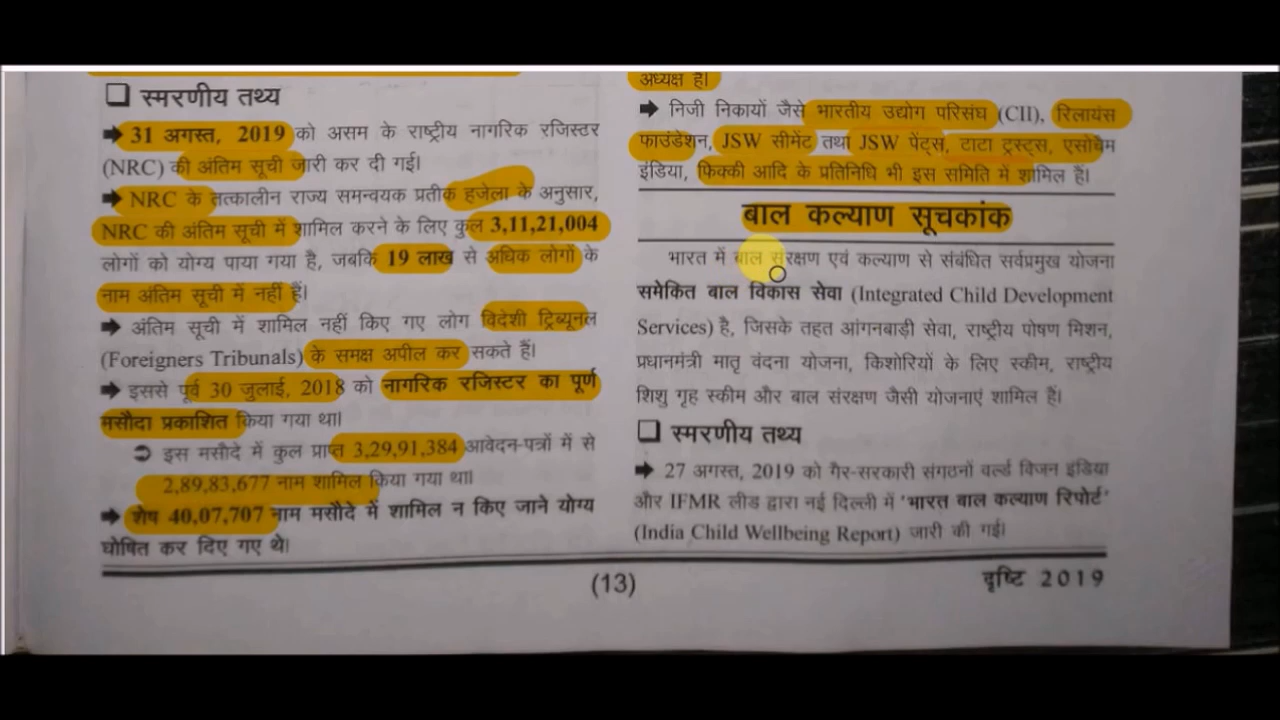 ❑ स्मरणीय तथ्य
➡ 31 अगस्त, 2019 को असम के राष्ट्रीय नागरिक रजिस्टर
(NRC) की अंतिम सूची जारी कर दी गई।
➡ NRC के तत्कालीन राज्य समन्वयक प्रतीक हजेला के अनुसार,
NRC की अंतिम सूची में शामिल करने के लिए कुल 3,11,21,004
लोगों को योग्य पाया गया है, जबकि 19 लाख से अधिक लोगों के
नाम अंतिम सूची में नहीं हैं।
➡ अंतिम सूची में शामिल नहीं किए गए लोग विदेशी ट्रिब्यूनल
(Foreigners Tribunals) के समक्ष अपील कर सकते हैं।
➡ इससे पूर्व 30 जुलाई, 2018 को नागरिक रजिस्टर का पूर्ण
मसौदा प्रकाशित किया गया था।
➲ इस मसौदे में कुल प्राप्त 3,29,91,384 आवेदन-पत्रों में से
2,89,83,677 नाम शामिल किया गया था।
➡ शेष 40,07,707 नाम मसौदे में शामिल न किए जाने योग्य
घोषित कर दिए गए थे।
अध्यक्ष हैं।
➡ निजी निकायों जैसे भारतीय उद्योग परिसंघ (CII), रिलायंस
फाउंडेशन, JSW सीमेंट तथा JSW पेंट्स, टाटा ट्रस्ट्स, एसोचैम
इंडिया, फिक्की आदि के प्रतिनिधि भी इस समिति में शामिल हैं।
बाल कल्याण सूचकांक
भारत में बाल संरक्षण एवं कल्याण से संबंधित सर्वप्रमुख योजना
समेकित बाल विकास सेवा (Integrated Child Development
Services) है, जिसके तहत आंगनबाड़ी सेवा, राष्ट्रीय पोषण मिशन,
प्रधानमंत्री मातृ वंदना योजना, किशोरियों के लिए स्कीम, राष्ट्रीय
शिशु गृह स्कीम और बाल संरक्षण जैसी योजनाएं शामिल हैं।
❑ स्मरणीय तथ्य
➡ 27 अगस्त, 2019 को गैर-सरकारी संगठनों वर्ल्ड विजन इंडिया
और IFMR लीड द्वारा नई दिल्ली में 'भारत बाल कल्याण रिपोर्ट'
(India Child Wellbeing Report) जारी की गई।
(13)
दृष्टि 2019